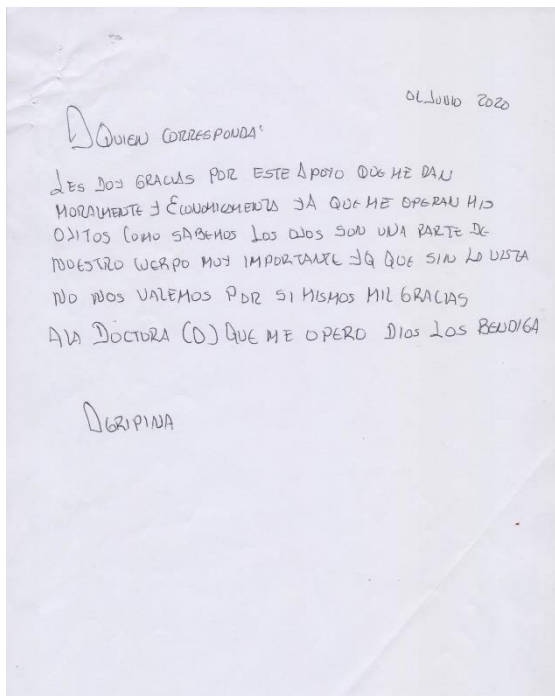 01 JUNIO 2020
A QUIEN CORRESPONDA:
LES DOY GRACIAS POR ESTE APOYO QUE ME DAN
MORALMENTE Y ECONOMICAMENTE YA QUE ME OPERAN MIS
OJITOS COMO SABEMOS LOS OJOS SON UNA PARTE DE
NUESTRO CUERPO MUY IMPORTANTE YA QUE SIN LA VISTA
NO NOS VALEMOS POR SI MISMOS MIL GRACIAS
A LA DOCTORA (O) QUE ME OPERO DIOS LOS BENDIGA
AGRIPINA